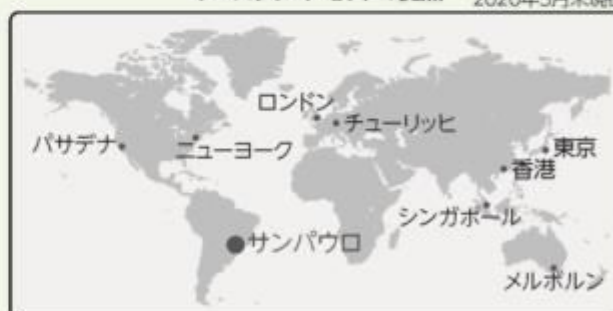 ロンドン
チューリッヒ
パサデナ
ニューヨーク
東京
香港
シンガポール
サンパウロ
メルボルン